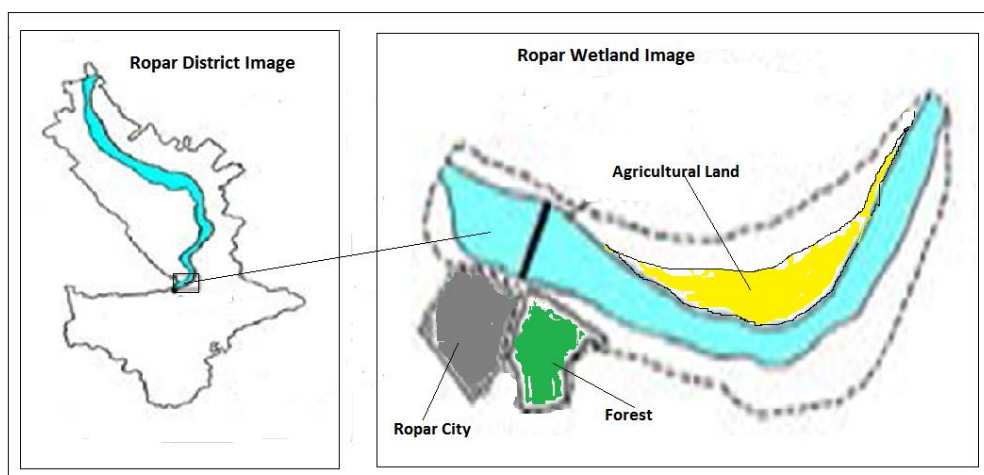 Ropar District Image
Ropar Wetland Image
Agricultural Land
Ropar City
Forest